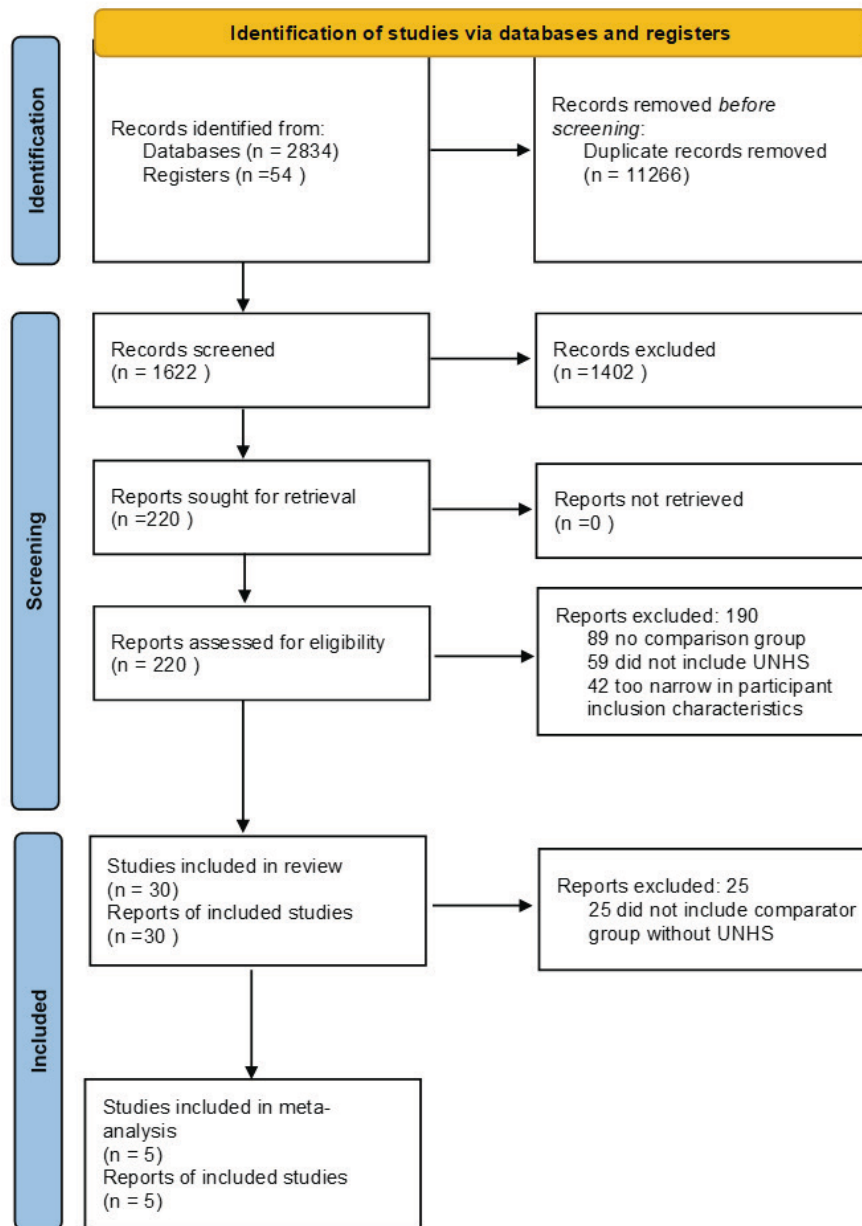 Identification of studies via databases and registers
Identification
Records identified from:
Databases (n = 2834)
Registers (n =54 )
Records removed before
screening:
Duplicate records removed
(n = 11266)
Screening
Records screened
(n = 1622 )
Records excluded
(n =1402 )
Reports sought for retrieval
(n =220 )
Reports not retrieved
(n =0 )
Reports assessed for eligibility
(n = 220 )
Reports excluded: 190
89 no comparison group
59 did not include UNHS
42 too narrow in participant
inclusion characteristics
Included
Studies included in review
(n = 30)
Reports of included studies
(n =30 )
Reports excluded: 25
25 did not include comparator
group without UNHS
Studies included in meta-
analysis
(n = 5)
Reports of included studies
(n = 5)